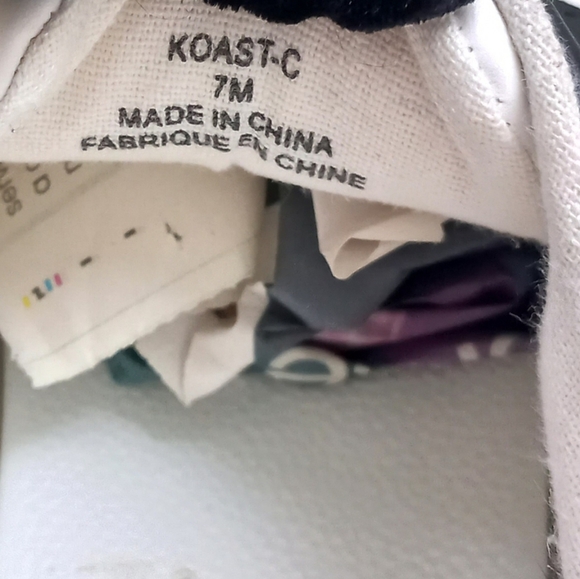 KOAST-C
7M
MADE IN CHINA
FABRIQUE EN CHINE